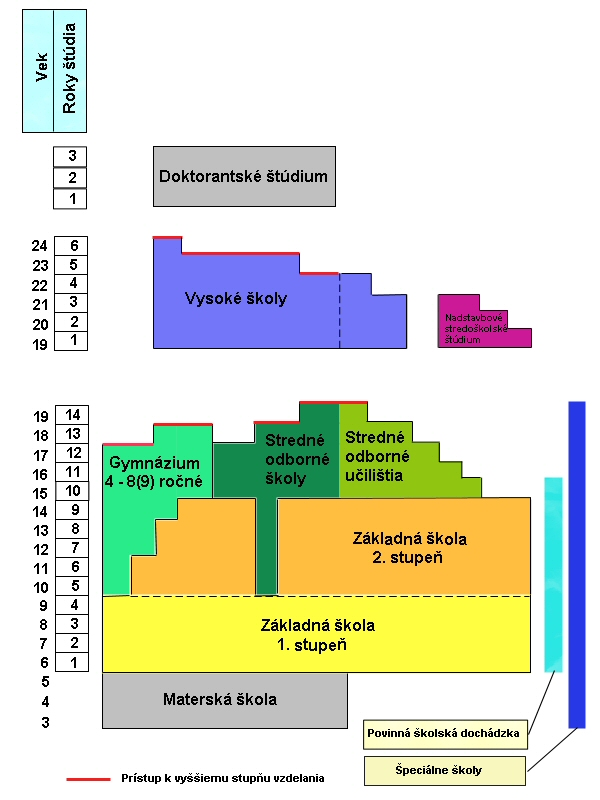 Vek
Roky štúdia
3
2
1
Doktorantské štúdium
24 6
23 5
22 4
21 3
20 2
19 1
Vysoké školy
Nadstavbové
stredoškolské
štúdium
19 14
18 13
17 12
16 11
15 10
14 9
13 8
12 7
11 6
10 5
9 4
8 3
7 2
6 1
5
4
3
Gymnázium
4 - 8(9) ročné
Stredné
odborné
školy
Stredné
odborné
učilištia
Základná škola
2. stupeň
Základná škola
1. stupeň
Materská škola
Povinná školská dochádzka
Špeciálne školy
Prístup k vyššiemu stupňu vzdelania